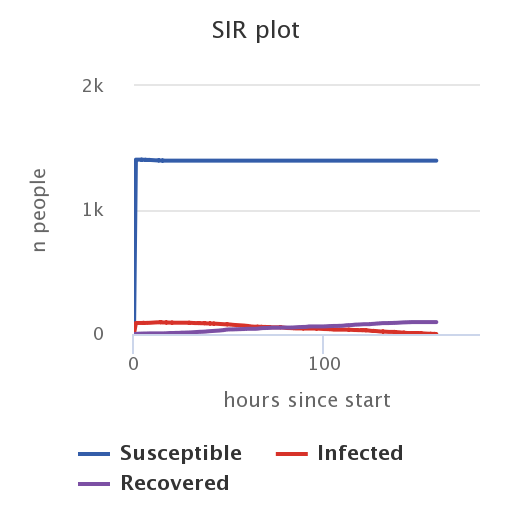 SIR plot
2k
1k
0
n people
0 100
hours since start
Susceptible Infected
Recovered